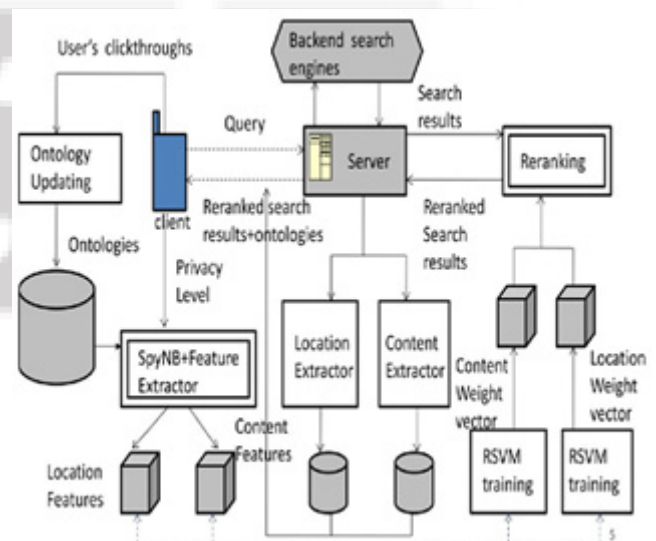 User's clickthroughs
Backend search
engines
Search
results
Query
Ontology
Updating
Server
Reranking
client
Reranked search
results+ontologies
Reranked
Search
results
Ontologies
Privacy
Level
SpyNB+Feature
Extractor
Location
Extractor
Content
Extractor
Content
Weight
vector
Location
Weight
vector
Content
Features
Location
Features
RSVM
training
RSVM
training
5